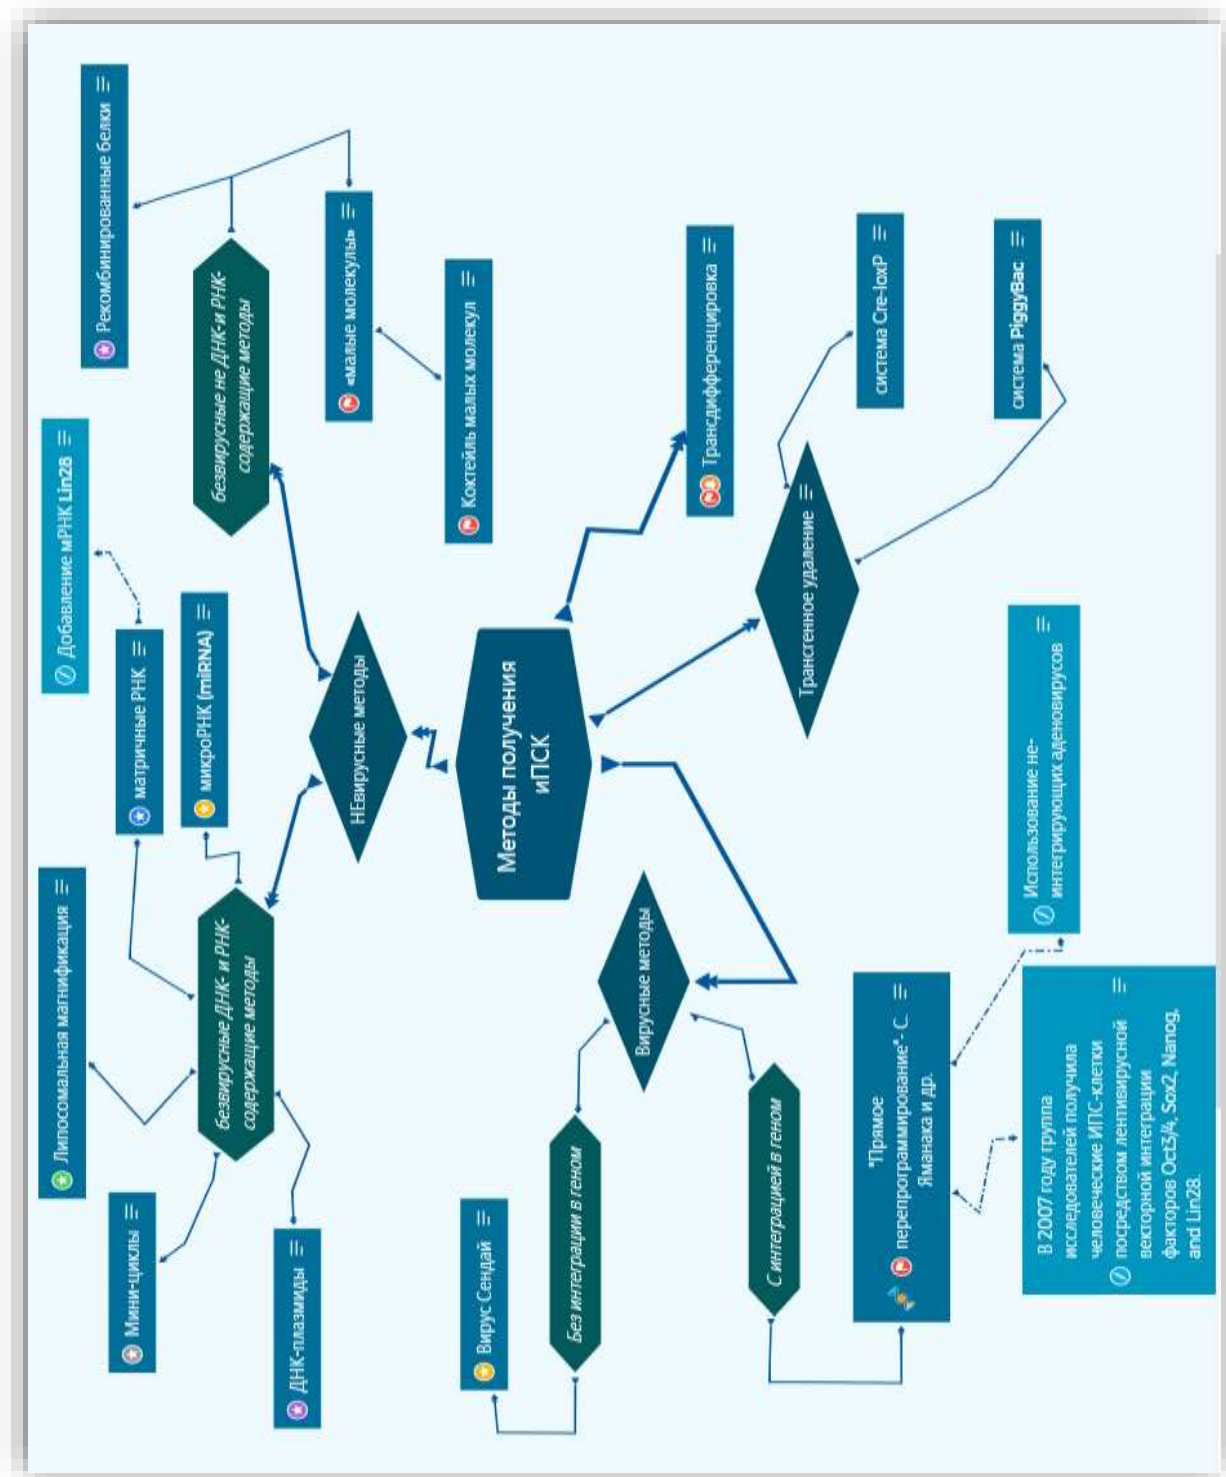 Липосомальная магнификация
Добавление мРНК Lin28
Рекомбинированные белки
Мини-циклы
матричные РНК
микроРНК (miRNA)
безвирусные ДНК- и РНК-
содержащие методы
безвирусные не ДНК-и РНК-
содержащие методы
ДНК-плазмиды
НЕвирусные методы
«малые молекулы»
Коктейль малых молекул
Вирус Сендай
Методы получения
иПСК
Без интеграции в геном
Вирусные методы
Трансдифференцировка
С интеграцией в геном
Трансгенное удаление
система Cre-loxP
"Прямое
перепрограммирование"- С.
Яманака и др.
система PiggyBac
Использование не-
интегрирующих аденовирусов
В 2007 году группа
исследователей получила
человеческие ИПС-клетки
посредством лентивирусной
векторной интеграции
факторов Oct3/4, Sox2, Nanog,
and Lin28.